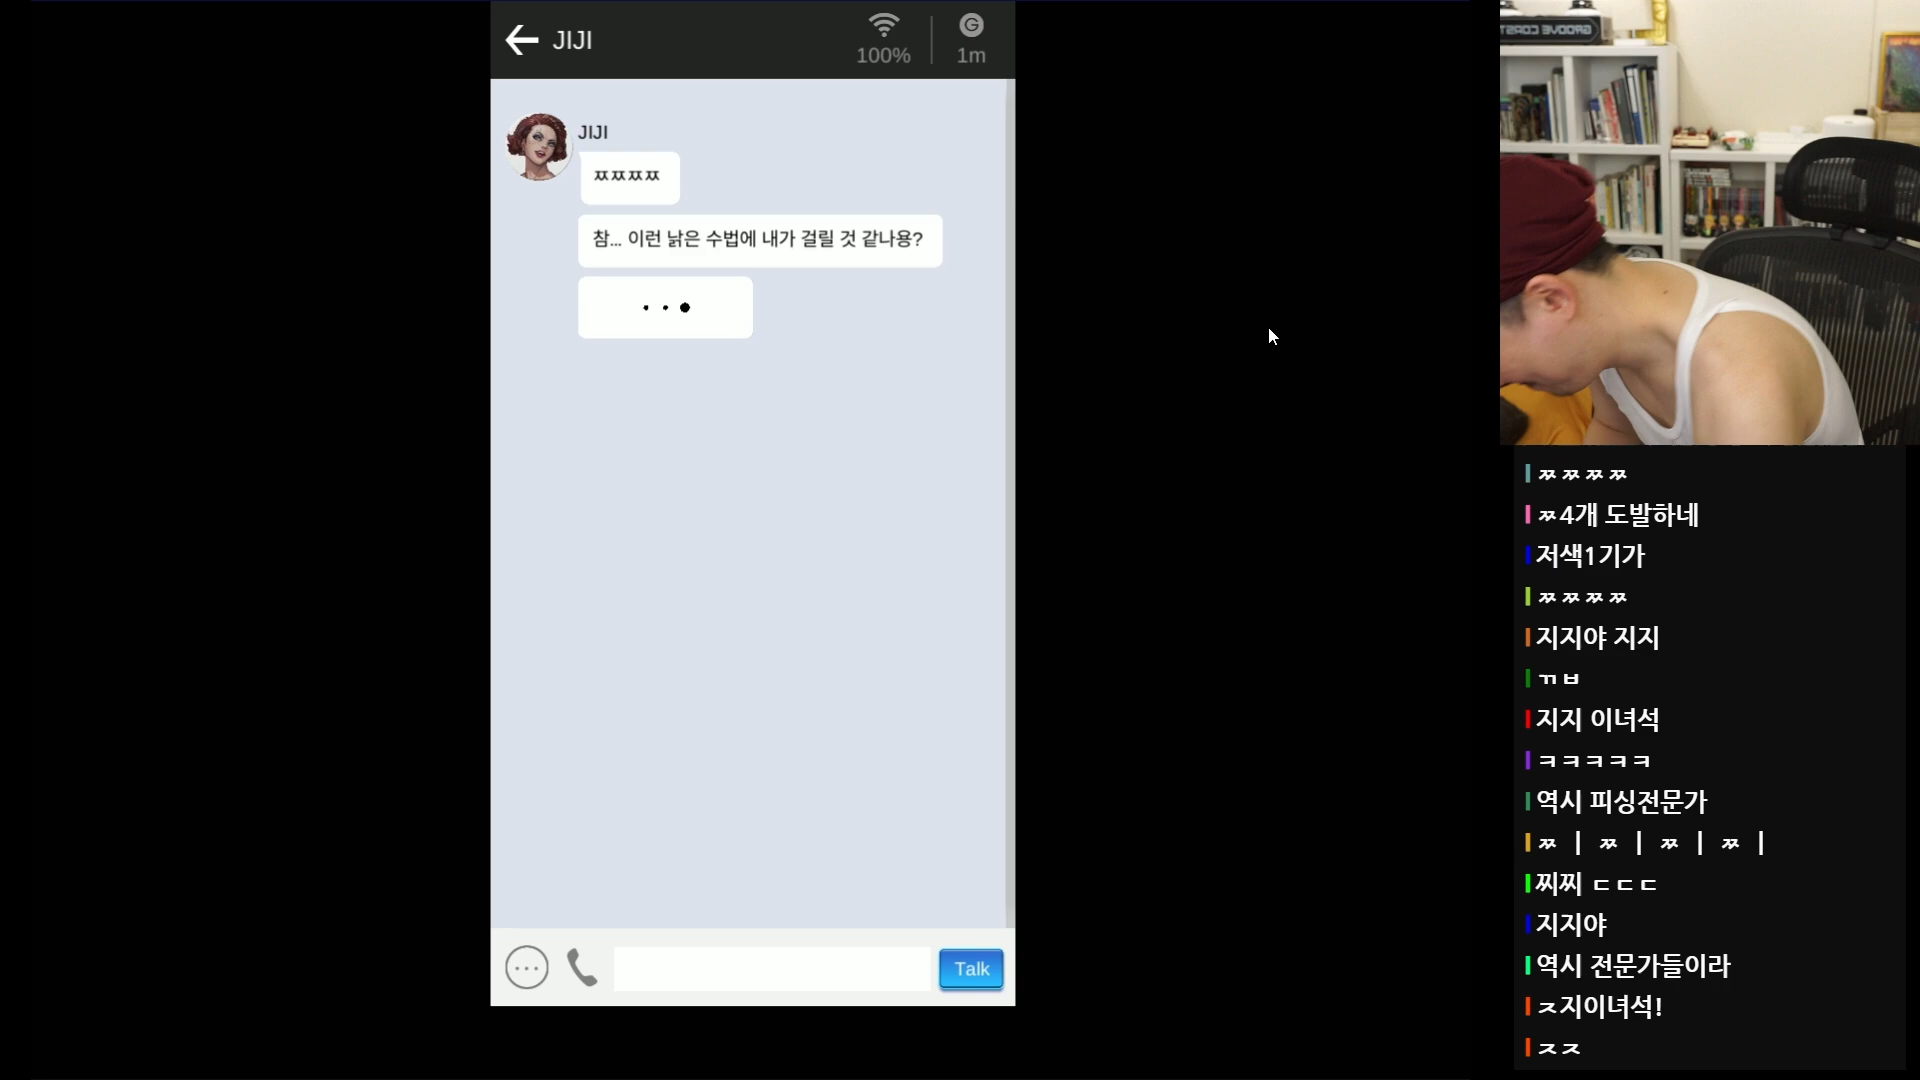 JIJI
100%
G
1m
JIJI
ㅉㅉㅉㅉ
참... 이런 낡은 수법에 내가 걸릴 것 같나용?
Talk
GROOVE COAST
ㅉㅉㅉㅉ
ㅉ4개 도발하네
저색1기가
ㅉㅉㅉㅉ
지지야 지지
ㄲㅂ
지지 이녀석
ㅋㅋㅋㅋㅋ
역시 피싱전문가
ㅉ ㅣ ㅉ ㅣ ㅉ ㅣ ㅉ ㅣ
찌찌 ㄷㄷㄷ
지지야
역시 전문가들이라
ㅈ지이녀석!
ㅈㅈ